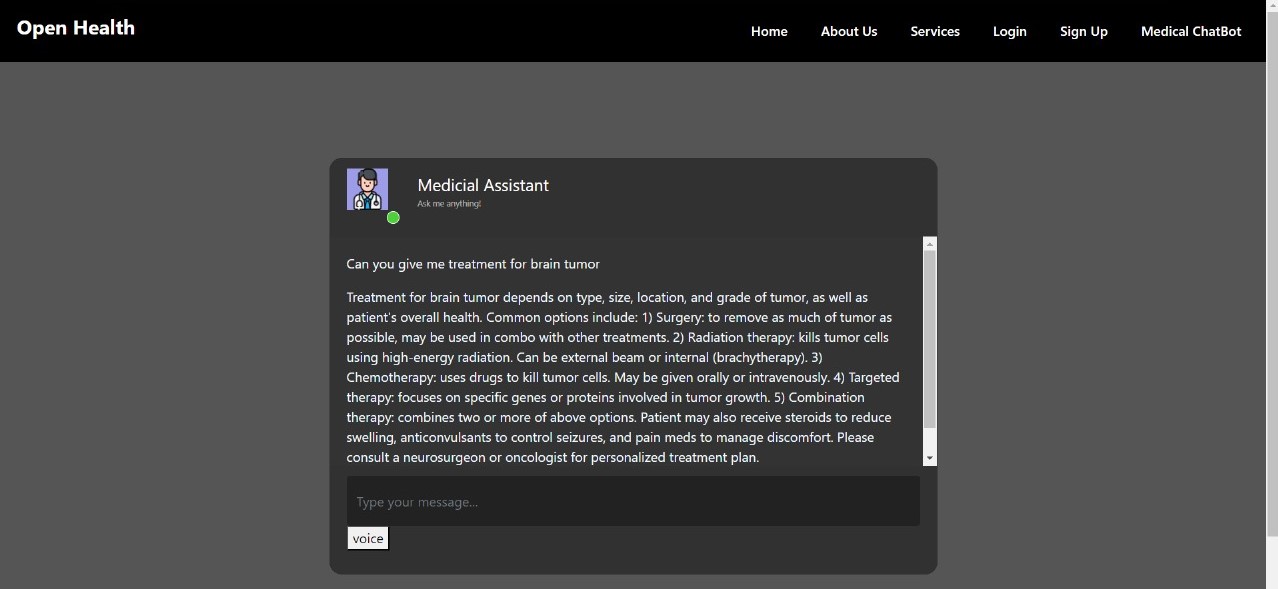 Open Health
Home About Us Services Login Sign Up Medical ChatBot
Medicial Assistant
Ask me anything!
Can you give me treatment for brain tumor
Treatment for brain tumor depends on type, size, location, and grade of tumor, as well as
patient's overall health. Common options include: 1) Surgery: to remove as much of tumor as
possible, may be used in combo with other treatments. 2) Radiation therapy: kills tumor cells
using high-energy radiation. Can be external beam or internal (brachytherapy). 3)
Chemotherapy: uses drugs to kill tumor cells. May be given orally or intravenously. 4) Targeted
therapy: focuses on specific genes or proteins involved in tumor growth. 5) Combination
therapy: combines two or more of above options. Patient may also receive steroids to reduce
swelling, anticonvulsants to control seizures, and pain meds to manage discomfort. Please
consult a neurosurgeon or oncologist for personalized treatment plan.
Type your message...
voice